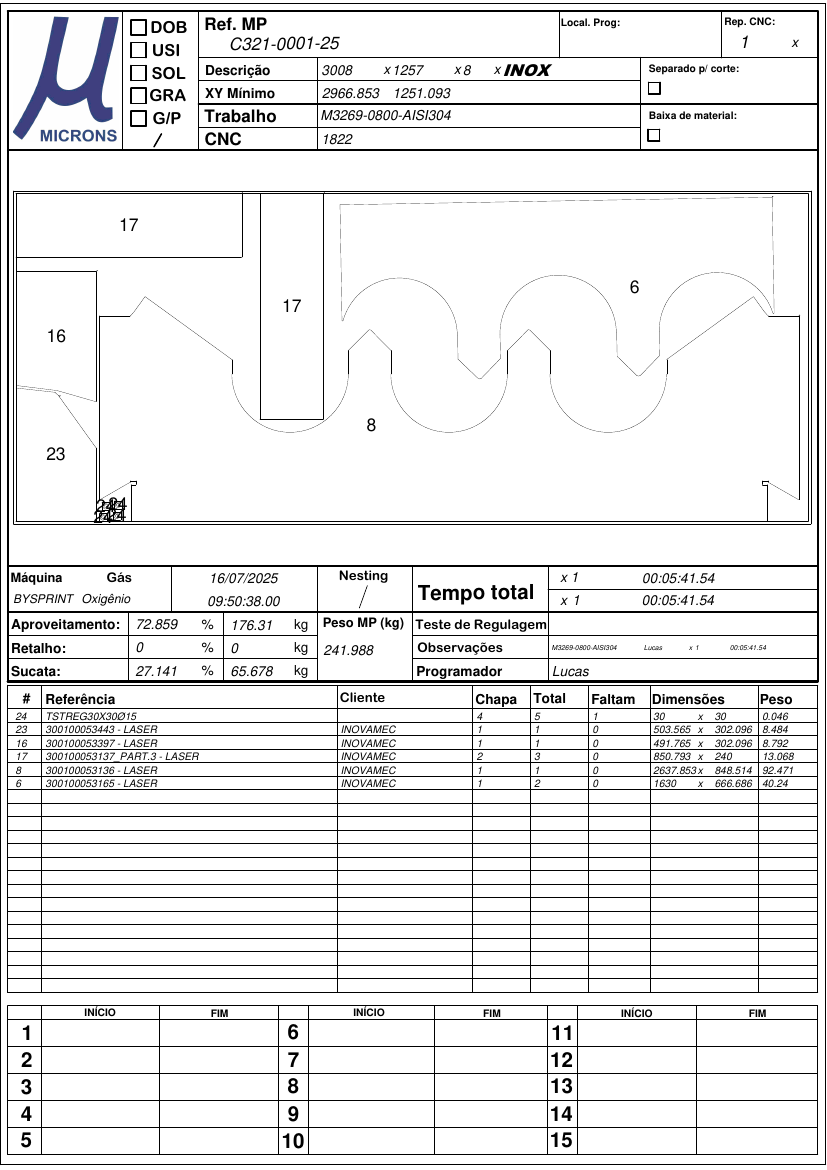 µ
MICRONS
DOB
USI
SOL
GRA
G/P
/
Ref. MP
C321-0001-25
Local. Prog:
Rep. CNC:
1 x
Descrição 3008 x 1257 x 8 x INOX
XY Mínimo 2966.853 1251.093
Trabalho M3269-0800-AISI304
CNC 1822
Separado p/ corte:
Baixa de material:
17
17
6
16
8
23
24
Máquina Gás
BYSPRINT Oxigênio
16/07/2025
09:50:38.00
Nesting
/
Tempo total
x 1 00:05:41.54
x 1 00:05:41.54
Aproveitamento: 72.859 % 176.31 kg
Retalho: 0 % 0 kg
Sucata: 27.141 % 65.678 kg
Peso MP (kg)
241.988
Teste de Regulagem
Observações M3269-0800-AISI304 Lucas x 1 00:05:41.54
Programador Lucas
# Referência Cliente Chapa Total Faltam Dimensões Peso
24 TSTREG30X30Ø15 4 5 1 30 x 30 0.046
23 300100053443 - LASER INOVAMEC 1 1 0 503.565 x 302.096 8.484
16 300100053397 - LASER INOVAMEC 1 1 0 491.765 x 302.096 8.792
17 300100053137_PART.3 - LASER INOVAMEC 2 3 0 850.793 x 240 13.068
8 300100053136 - LASER INOVAMEC 1 1 0 2637.853 x 848.514 92.471
6 300100053165 - LASER INOVAMEC 1 2 0 1630 x 666.686 40.24
INÍCIO FIM INÍCIO FIM INÍCIO FIM
1 6 11
2 7 12
3 8 13
4 9 14
5 10 15